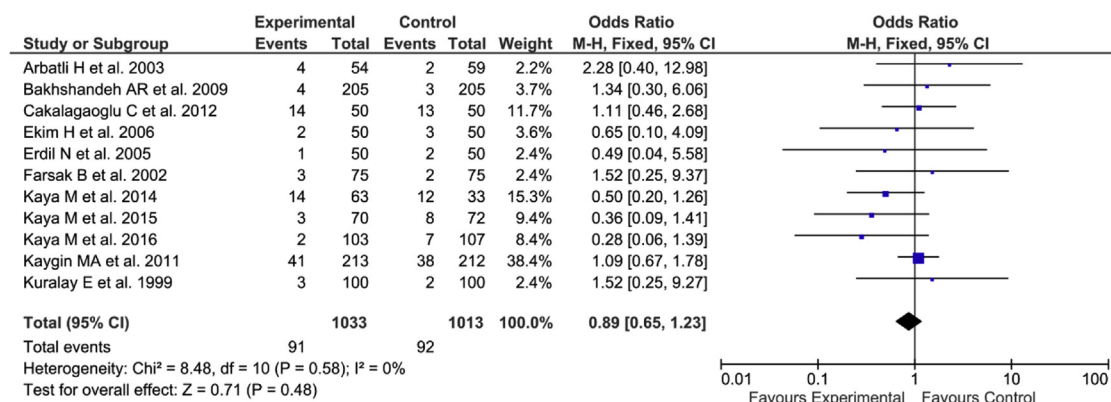 Experimental Control Odds Ratio Odds Ratio
Study or Subgroup Events Total Events Total Weight M-H, Fixed, 95% CI M-H, Fixed, 95% CI
Arbatli H et al. 2003 4 54 2 59 2.2% 2.28 [0.40, 12.98]
Bakhshandeh AR et al. 2009 4 205 3 205 3.7% 1.34 [0.30, 6.06]
Cakalagaoglu C et al. 2012 14 50 13 50 11.7% 1.11 [0.46, 2.68]
Ekim H et al. 2006 2 50 3 50 3.6% 0.65 [0.10, 4.09]
Erdil N et al. 2005 1 50 2 50 2.4% 0.49 [0.04, 5.58]
Farsak B et al. 2002 3 75 2 75 2.4% 1.52 [0.25, 9.37]
Kaya M et al. 2014 14 63 12 33 15.3% 0.50 [0.20, 1.26]
Kaya M et al. 2015 3 70 8 72 9.4% 0.36 [0.09, 1.41]
Kaya M et al. 2016 2 103 7 107 8.4% 0.28 [0.06, 1.39]
Kaygin MA et al. 2011 41 213 38 212 38.4% 1.09 [0.67, 1.78]
Kuralay E et al. 1999 3 100 2 100 2.4% 1.52 [0.25, 9.27]
Total (95% CI) 1033 1013 100.0% 0.89 [0.65, 1.23]
Total events 91 92
Heterogeneity: Chi² = 8.48, df = 10 (P = 0.58); I² = 0%
Test for overall effect: Z = 0.71 (P = 0.48)
0.01 0.1 1 10 100
Favours Experimental Favours Control